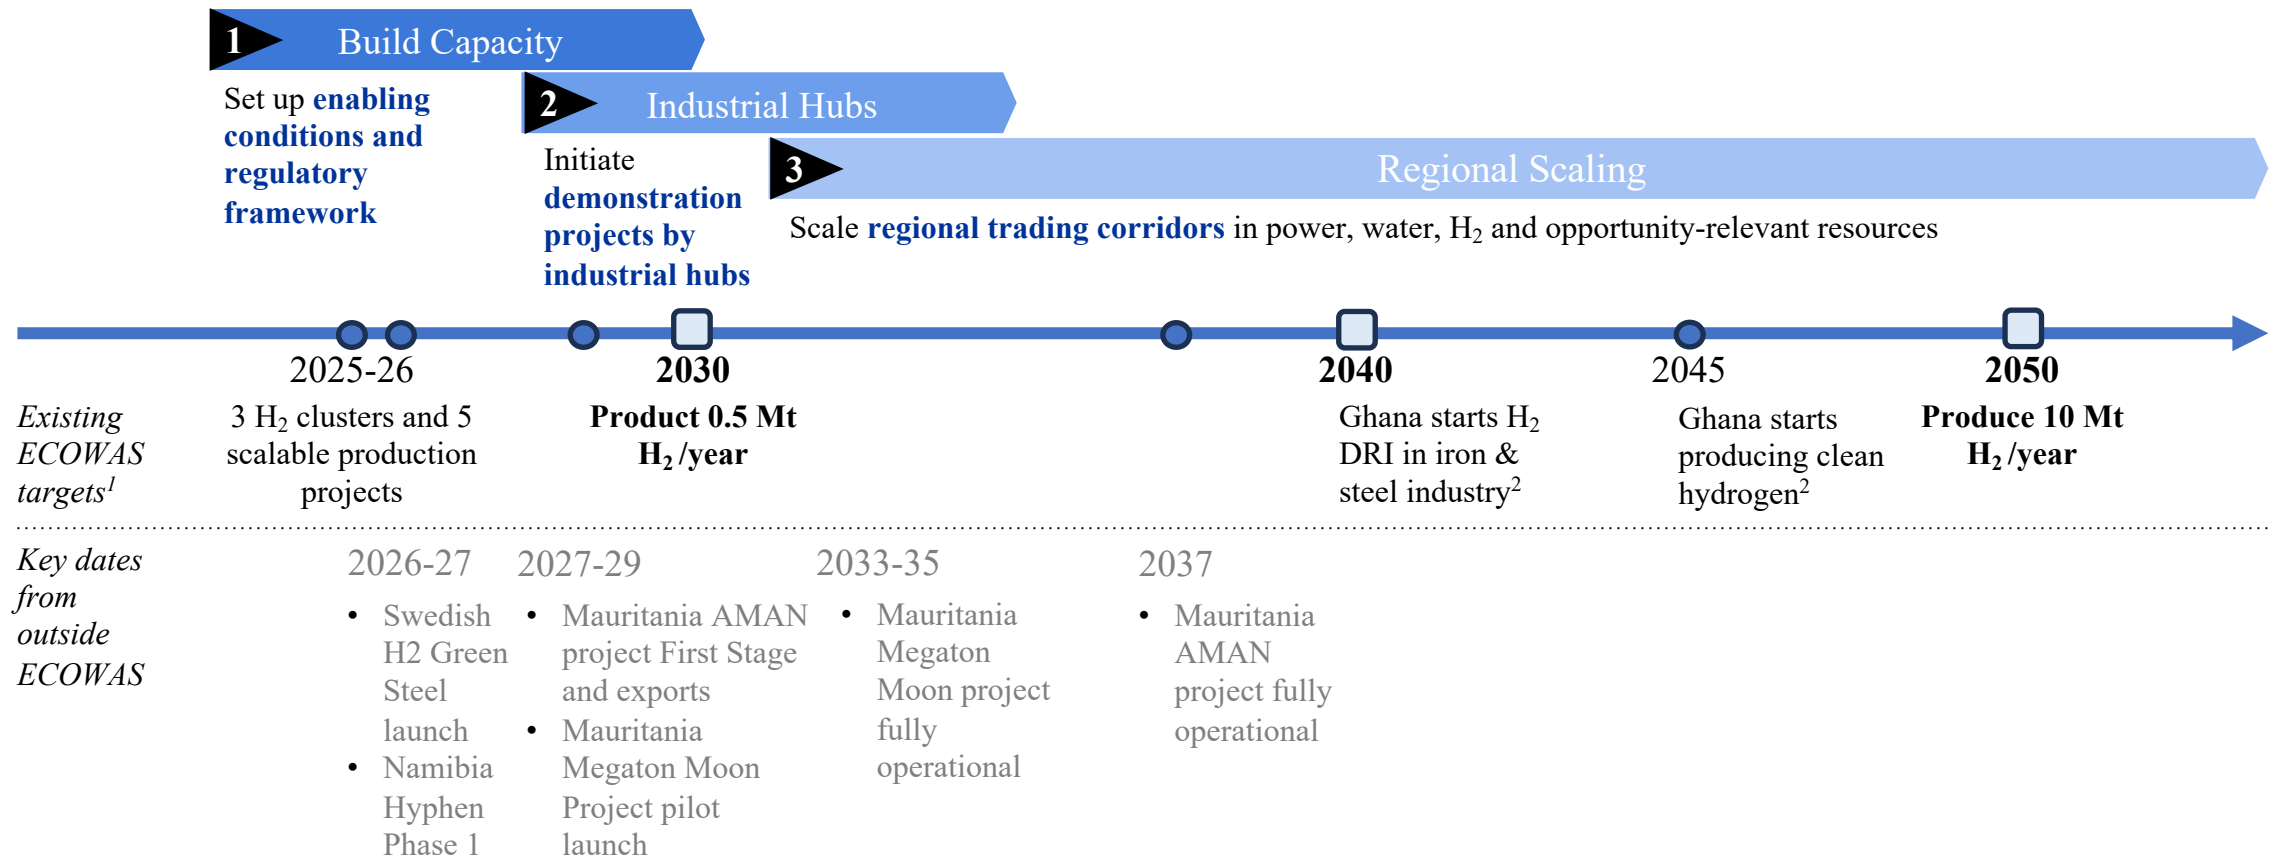 1 Build Capacity
Set up enabling
conditions and
regulatory
framework
2 Industrial Hubs
Initiate
demonstration
projects by
industrial hubs
3 Regional Scaling
Scale regional trading corridors in power, water, H₂ and opportunity-relevant resources
2025-26
2030
2040
2045
2050
Existing
ECOWAS
targets¹
3 H₂ clusters and 5
scalable production
projects
Product 0.5 Mt
H₂ /year
Ghana starts H₂
DRI in iron &
steel industry²
Ghana starts
producing clean
hydrogen²
Produce 10 Mt
H₂ /year
Key dates
from
outside
ECOWAS
2026-27
• Swedish
H2 Green
Steel
launch
• Namibia
Hyphen
Phase 1
2027-29
• Mauritania AMAN
project First Stage
and exports
• Mauritania
Megaton Moon
Project pilot
launch
2033-35
• Mauritania
Megaton
Moon project
fully
operational
2037
• Mauritania
AMAN
project fully
operational